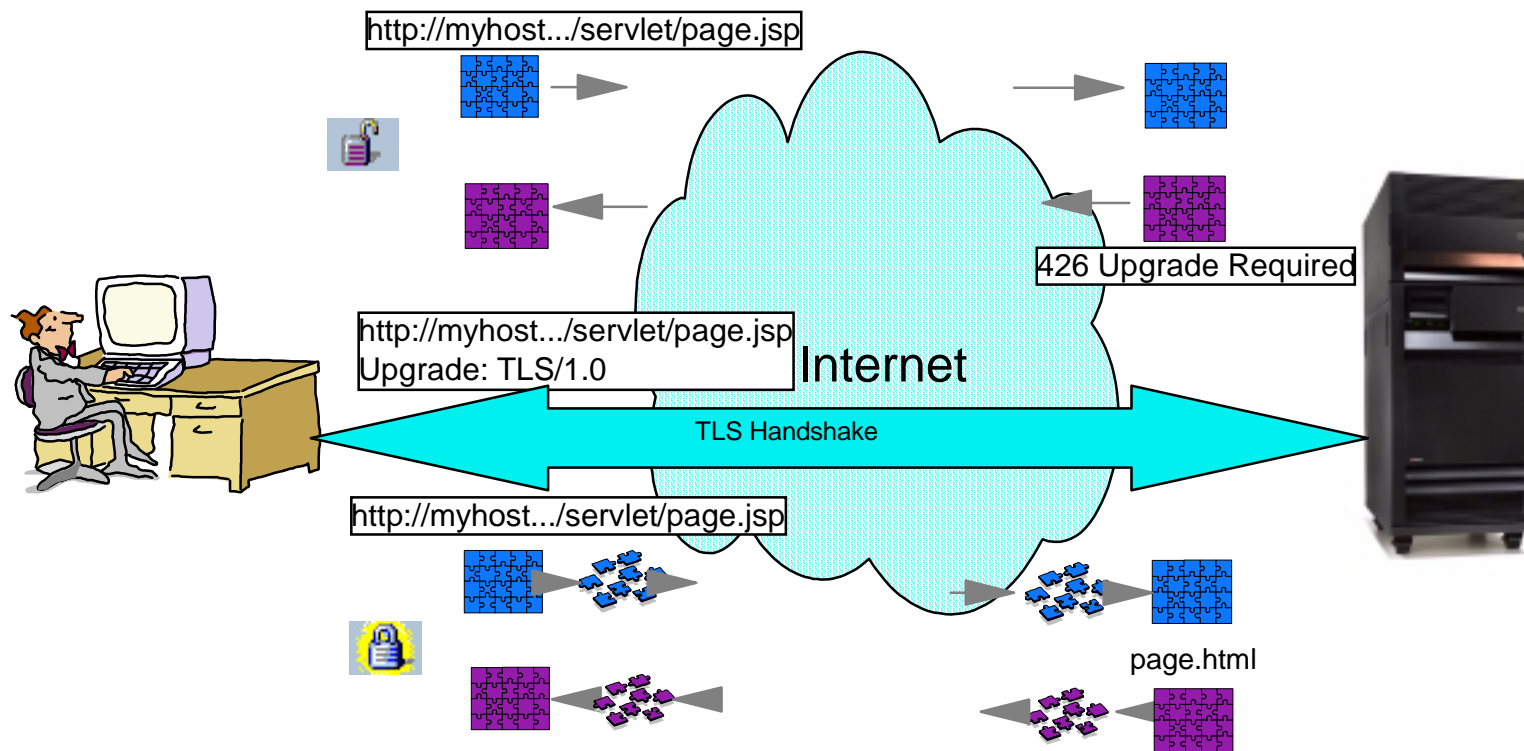 http://myhost.../servlet/page.jsp
426 Upgrade Required
http://myhost.../servlet/page.jsp
Upgrade: TLS/1.0
Internet
TLS Handshake
http://myhost.../servlet/page.jsp
page.html